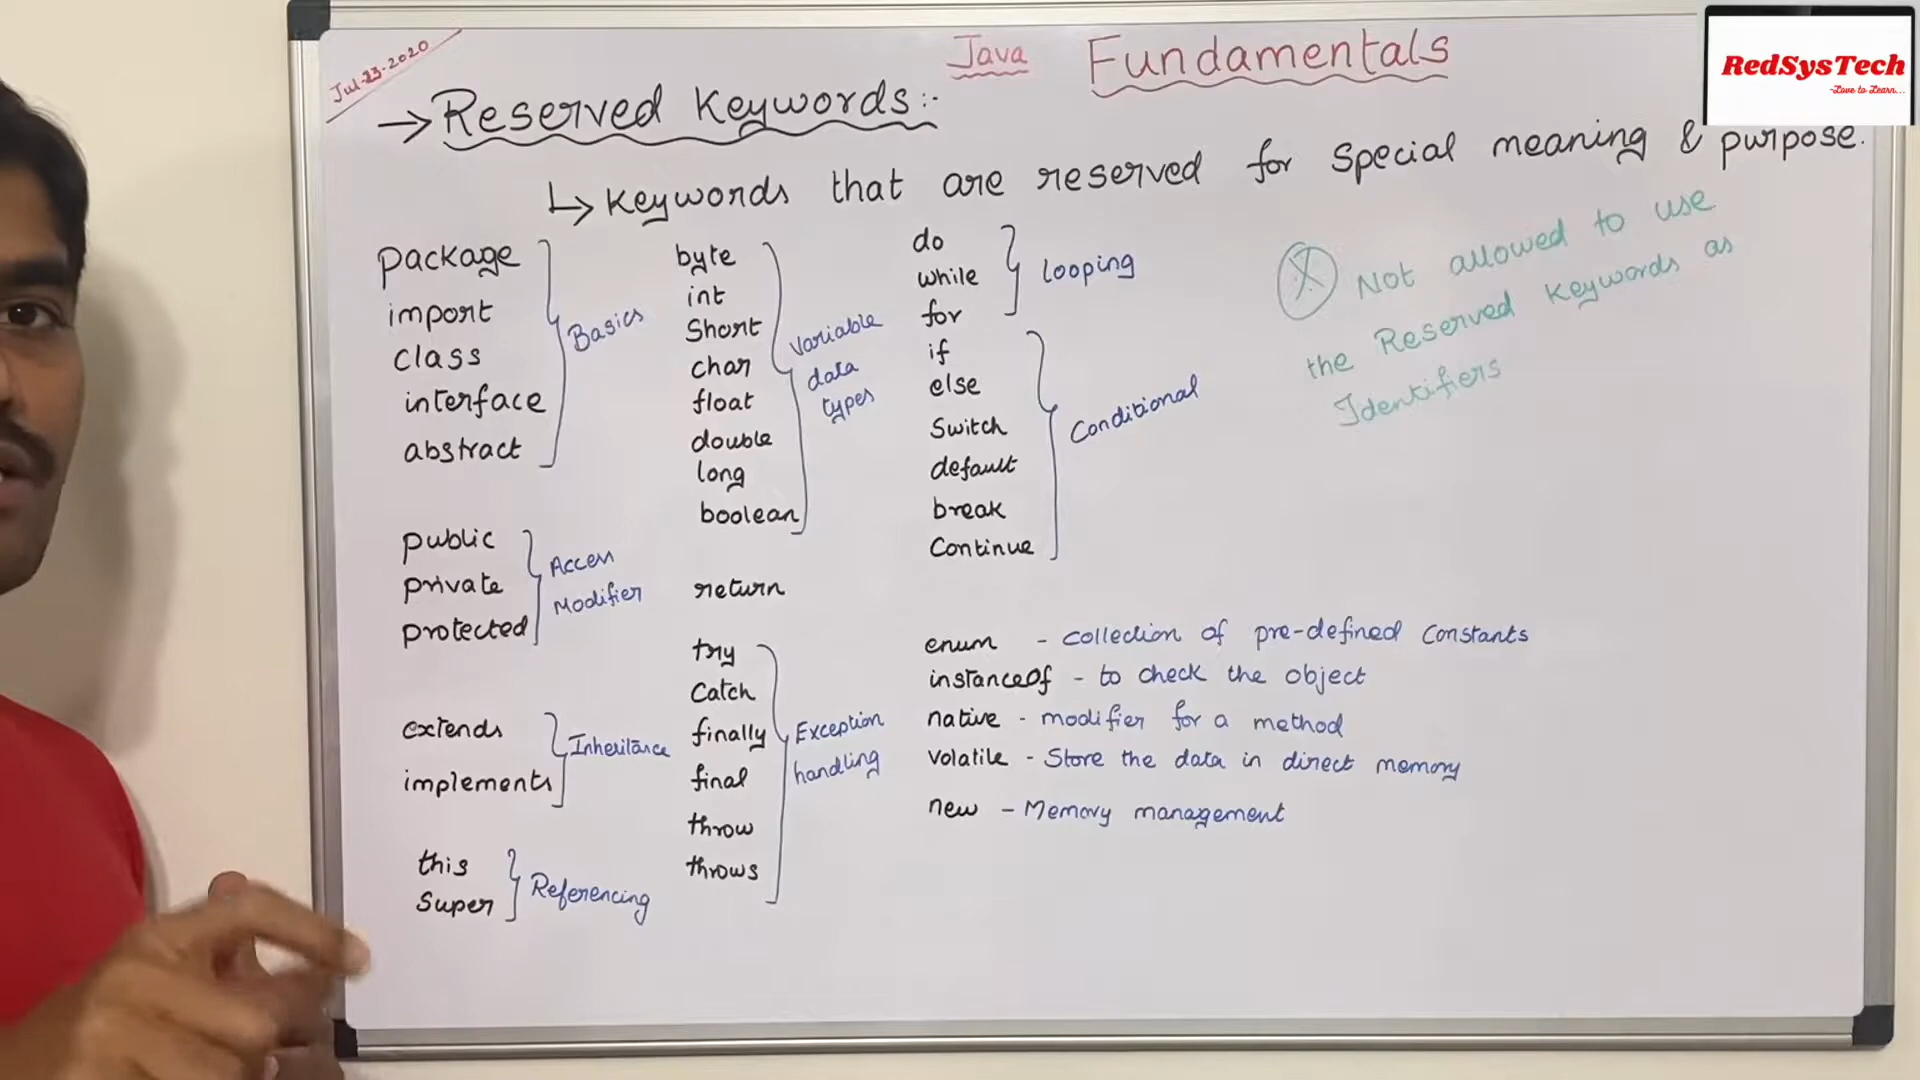 Jul-23-2020
Java Fundamentals
RedSysTech
-Love to Learn...
→ Reserved Keywords:-
↳ Keywords that are reserved for special meaning & purpose.
package
import
class
interface
abstract
Basics
public
private
protected
Access
Modifier
extends
implements
Inheritance
this
Super
Referencing
byte
int
Short
char
float
double
long
boolean
Variable
data
types
return
try
Catch
finally
final
throw
throws
Exception
handling
do
while
for
looping
if
else
Switch
default
break
Continue
Conditional
X Not allowed to use
the Reserved Keywords as
Identifiers
enum - collection of pre-defined Constants
instanceof - to check the object
native - modifier for a method
volatile - Store the data in direct memory
new - Memory management